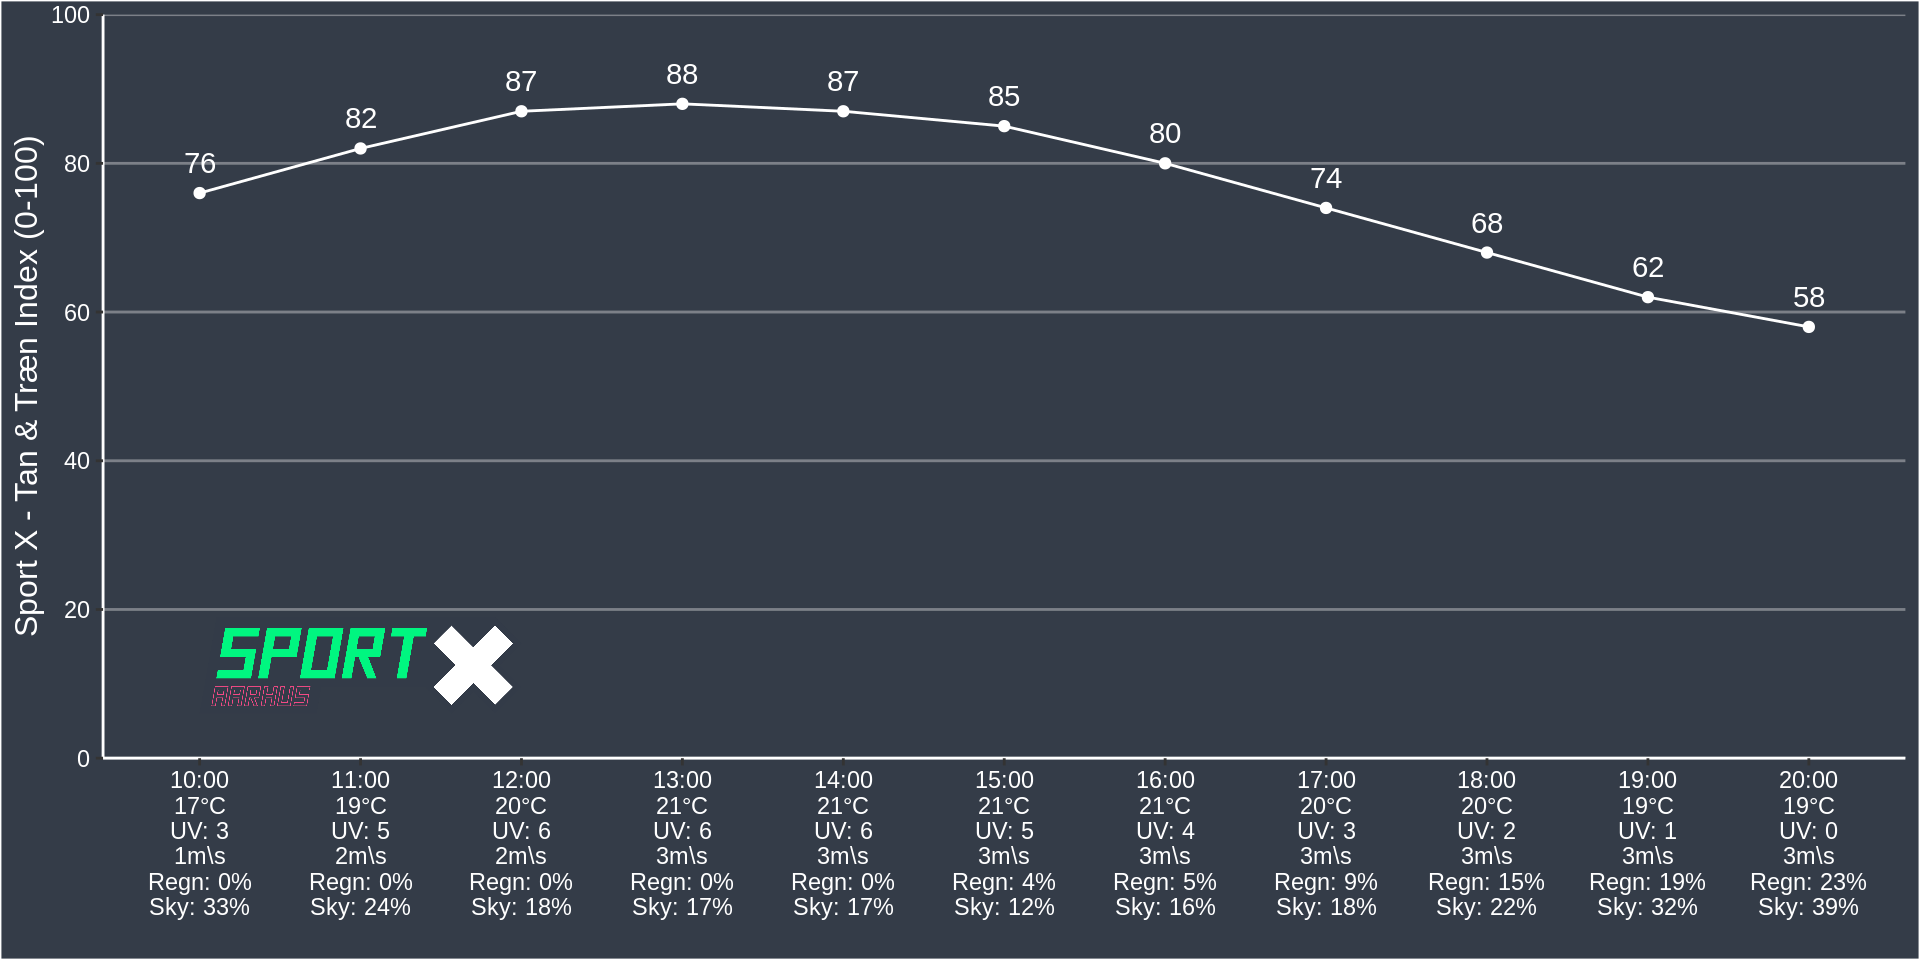 Sport X - Tan & Træn Index (0-100)
100
80
60
40
20
0
76
82
87
88
87
85
80
74
68
62
58
SPORT X
AARHUS
10:00 11:00 12:00 13:00 14:00 15:00 16:00 17:00 18:00 19:00 20:00
17°C 19°C 20°C 21°C 21°C 21°C 21°C 20°C 20°C 19°C 19°C
UV: 3 UV: 5 UV: 6 UV: 6 UV: 6 UV: 5 UV: 4 UV: 3 UV: 2 UV: 1 UV: 0
1m\s 2m\s 2m\s 3m\s 3m\s 3m\s 3m\s 3m\s 3m\s 3m\s 3m\s
Regn: 0% Regn: 0% Regn: 0% Regn: 0% Regn: 0% Regn: 4% Regn: 5% Regn: 9% Regn: 15% Regn: 19% Regn: 23%
Sky: 33% Sky: 24% Sky: 18% Sky: 17% Sky: 17% Sky: 12% Sky: 16% Sky: 18% Sky: 22% Sky: 32% Sky: 39%